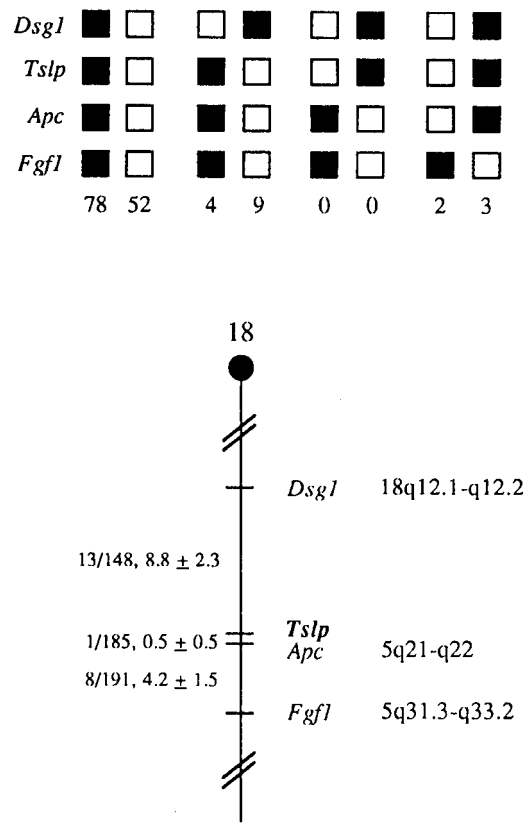 Dsg1
Tslp
Apc
Fgf1
78 52 4 9 0 0 2 3
18
Dsg1 18q12.1-q12.2
13/148, 8.8 ± 2.3
Tslp
1/185, 0.5 ± 0.5 Apc 5q21-q22
8/191, 4.2 ± 1.5
Fgf1 5q31.3-q33.2